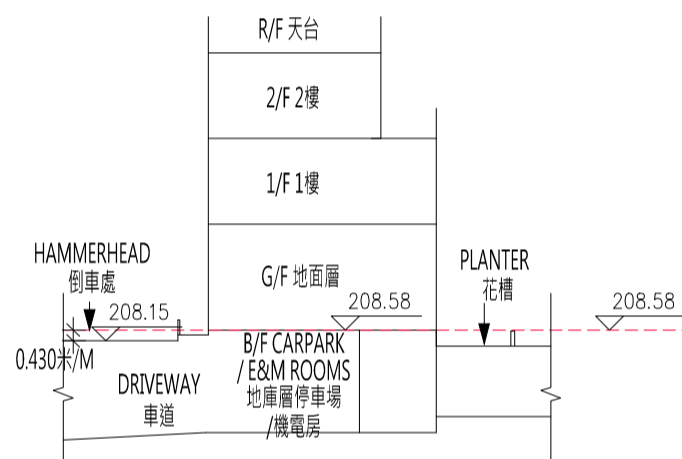 R/F 天台
2/F 2樓
1/F 1樓
HAMMERHEAD
倒車處
208.15
0.430米/M
G/F 地面層
208.58
PLANTER
花槽
208.58
B/F CARPARK
/ E&M ROOMS
地庫層停車場
/機電房
DRIVEWAY
車道